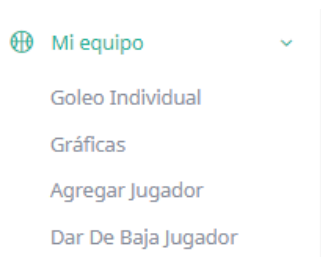 Mi equipo
Goleo Individual
Gráficas
Agregar Jugador
Dar De Baja Jugador